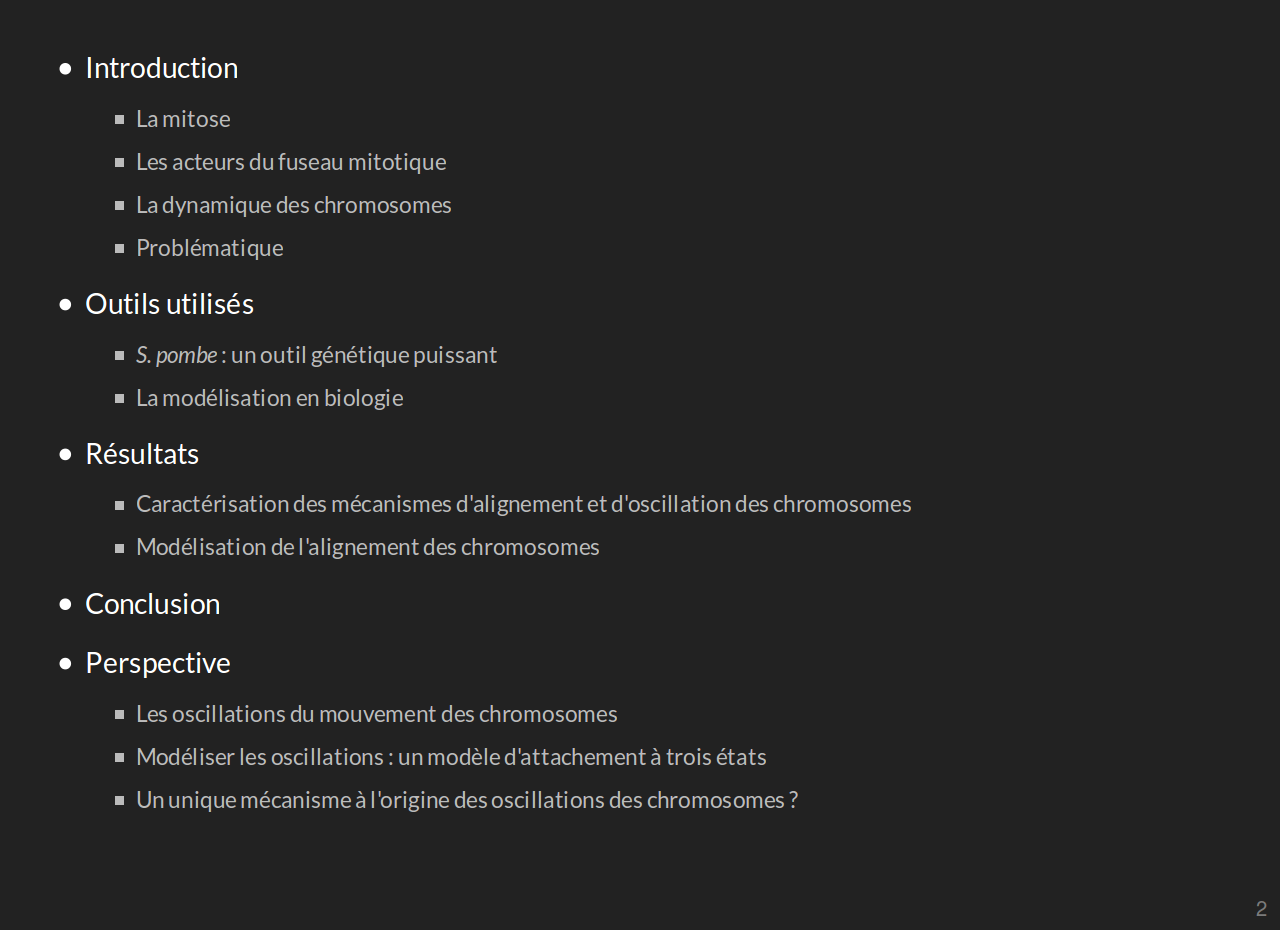 Introduction
La mitose
Les acteurs du fuseau mitotique
La dynamique des chromosomes
Problématique
Outils utilisés
S. pombe : un outil génétique puissant
La modélisation en biologie
Résultats
Caractérisation des mécanismes d'alignement et d'oscillation des chromosomes
Modélisation de l'alignement des chromosomes
Conclusion
Perspective
Les oscillations du mouvement des chromosomes
Modéliser les oscillations : un modèle d'attachement à trois états
Un unique mécanisme à l'origine des oscillations des chromosomes ?
2